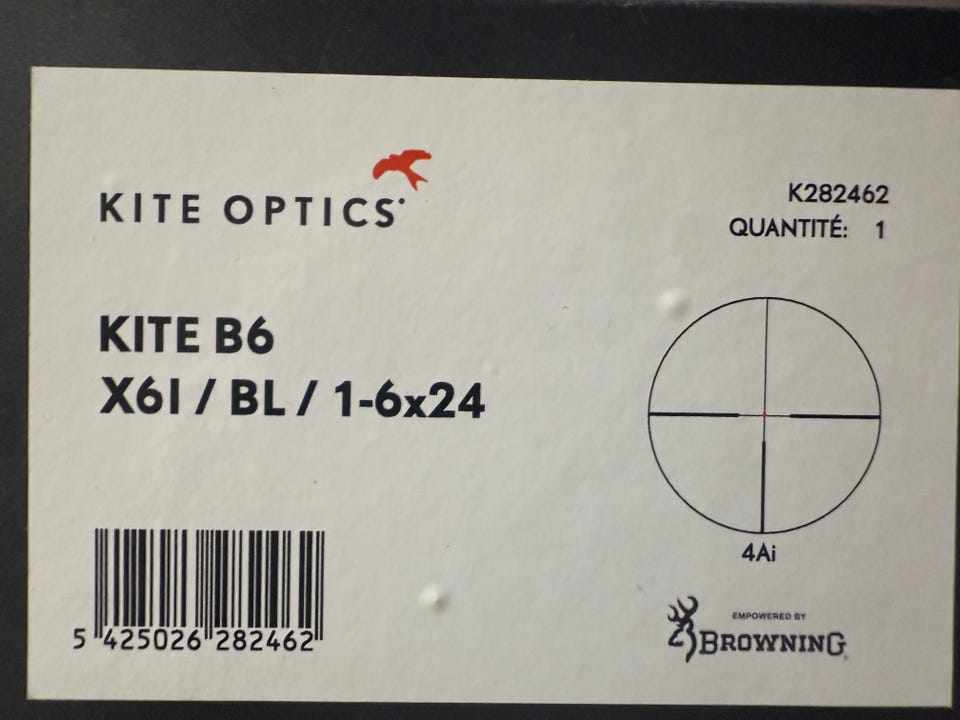 KITE OPTICS
K282462
QUANTITÉ: 1
KITE B6
X6I / BL / 1-6x24
4Ai
5 425026 282462
EMPOWERED BY
BROWNING